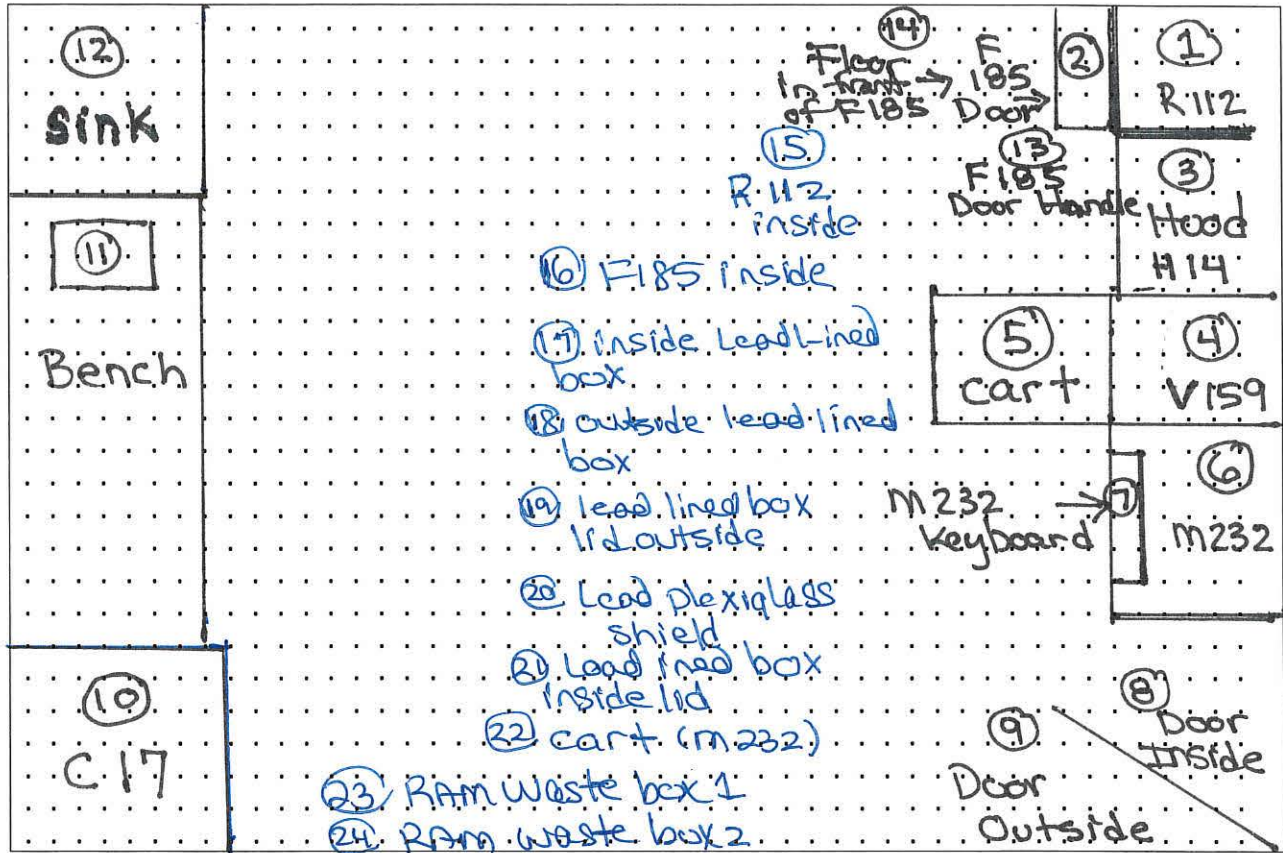 12
Sink
11
Bench
10
C17
14
Floor
in front
of F185
F
185
Door
2
1
R112
13
F185
Door Handle
3
Hood
H14
15
R112
inside
16 F185 inside
17 inside Lead Lined
box
18 outside lead lined
box
19 lead lined box
lid outside
20 Lead plexiglass
shield
21 Lead ined box
inside lid
22 cart (m232)
23 RAM waste box 1
24 RAM waste box 2
5
cart
4
V159
6
M232
7
M232
Keyboard
8
Door
Inside
9
Door
Outside